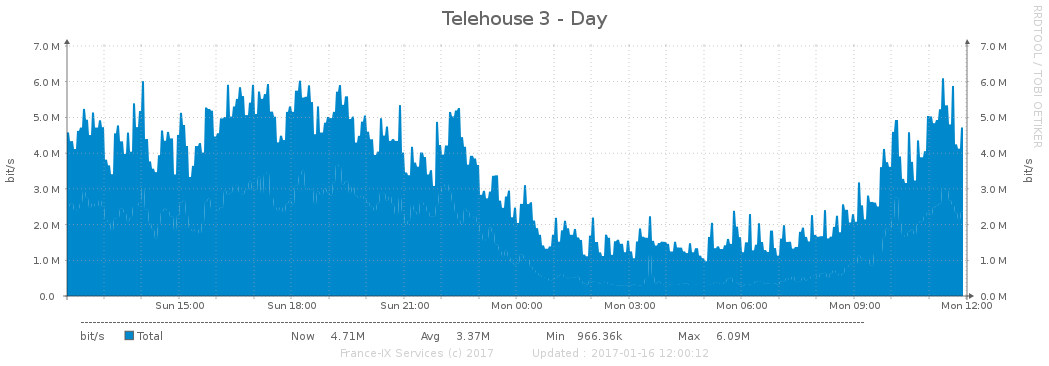 Telehouse 3 - Day
RRDTOOL / TOBI OETIKER
bit/s
7.0 M
6.0 M
5.0 M
4.0 M
3.0 M
2.0 M
1.0 M
0.0
7.0 M
6.0 M
5.0 M
4.0 M
3.0 M
2.0 M
1.0 M
0.0 M
bit/s
Sun 15:00 Sun 18:00 Sun 21:00 Mon 00:00 Mon 03:00 Mon 06:00 Mon 09:00 Mon 12:00
bit/s Total Now 4.71M Avg 3.37M Min 966.36k Max 6.09M
France-IX Services (c) 2017 Updated : 2017-01-16 12:00:12